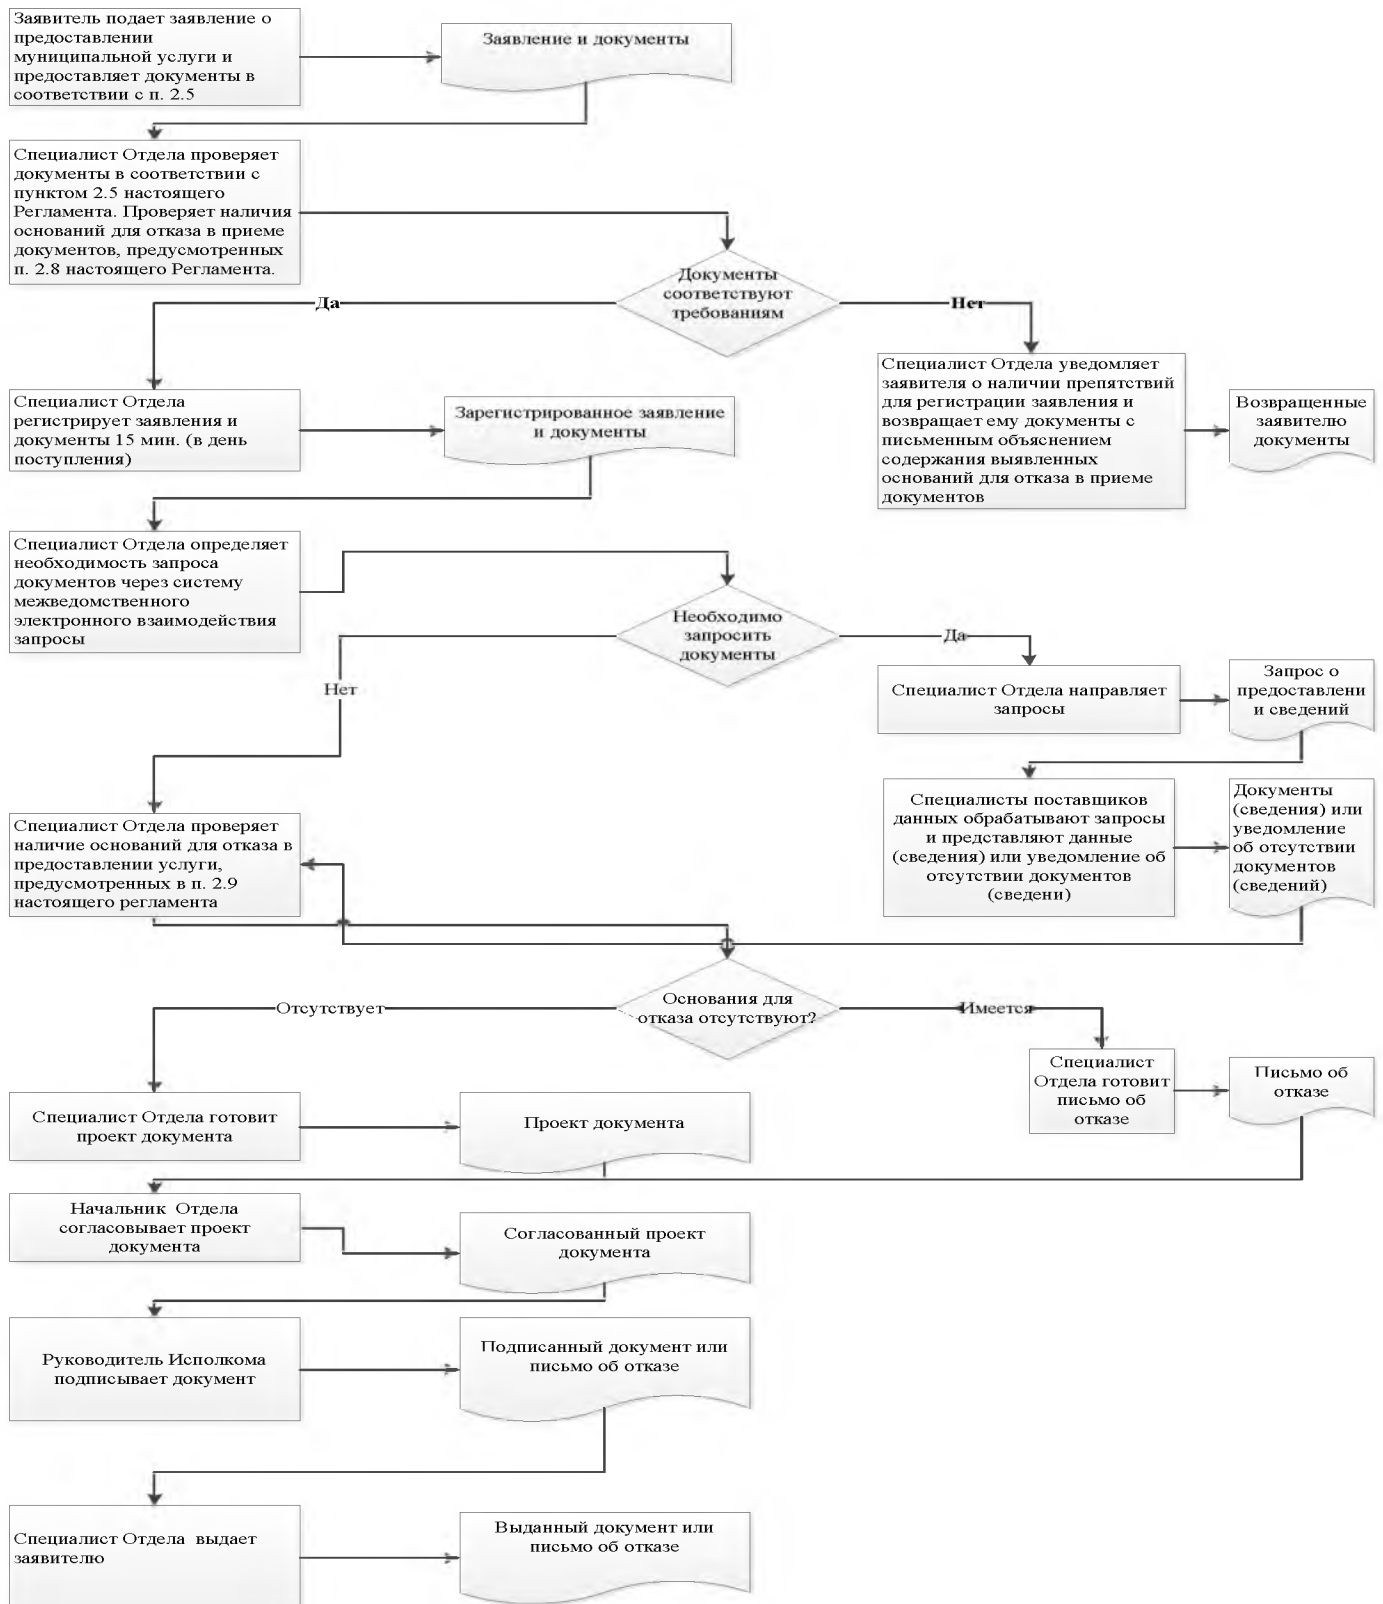 Заявитель подает заявление о
предоставлении
муниципальной услуги и
предоставляет документы в
соответствии с п. 2.5
Заявление и документы
Специалист Отдела проверяет
документы в соответствии с
пунктом 2.5 настоящего
Регламента. Проверяет наличия
оснований для отказа в приеме
документов, предусмотренных
п. 2.8 настоящего Регламента.
Документы
соответствуют
требованиям
Да
Нет
Специалист Отдела
регистрирует заявления и
документы 15 мин. (в день
поступления)
Зарегистрированное заявление
и документы
Специалист Отдела уведомляет
заявителя о наличии препятствий
для регистрации заявления и
возвращает ему документы с
письменным объяснением
содержания выявленных
оснований для отказа в приеме
документов
Возвращенные
заявителю
документы
Специалист Отдела определяет
необходимость запроса
документов через систему
межведомственного
электронного взаимодействия
запросы
Необходимо
запросить
документы
Да
Нет
Специалист Отдела направляет
запросы
Запрос о
предоставлени
и сведений
Специалисты поставшиков
данных обрабатывают запросы
и представляют данные
(сведения) или уведомление об
отсутствии документов
(сведени)
Документы
(сведения) или
уведомление
об отсутствии
документов
(сведений)
Специалист Отдела проверяет
наличие оснований для отказа в
предоставлении услуги,
предусмотренных в п. 2.9
настоящего регламента
Основания для
отказа отсутствуют?
Отсутствует
Имеется
Специалист
Отдела готовит
письмо об
отказе
Письмо об
отказе
Специалист Отдела готовит
проект документа
Проект документа
Начальник Отдела
согласовывает проект
документа
Согласованный проект
документа
Руководитель Исполкома
подписывает документ
Подписанный документ или
письмо об отказе
Специалист Отдела выдает
заявителю
Выданный документ или
письмо об отказе